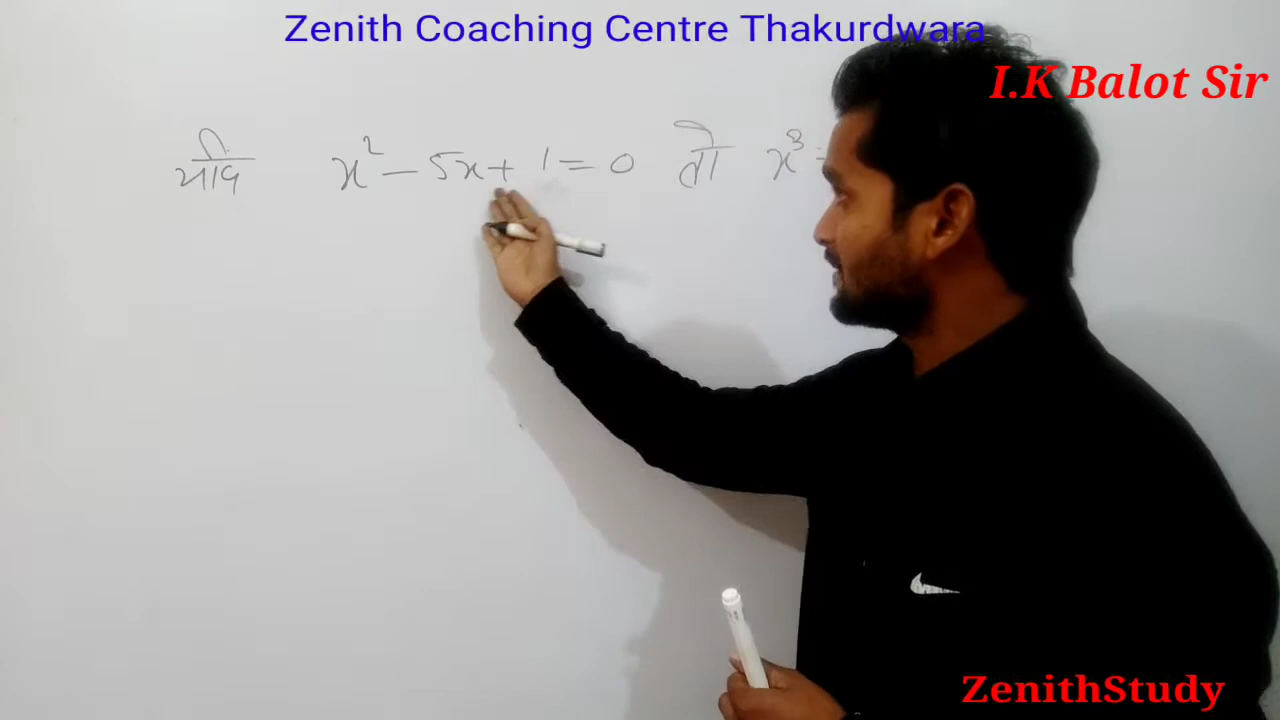 Zenith Coaching Centre Thakurdwara
I.K Balot Sir
यदि x² - 5x + 1 = 0 तो x³
ZenithStudy